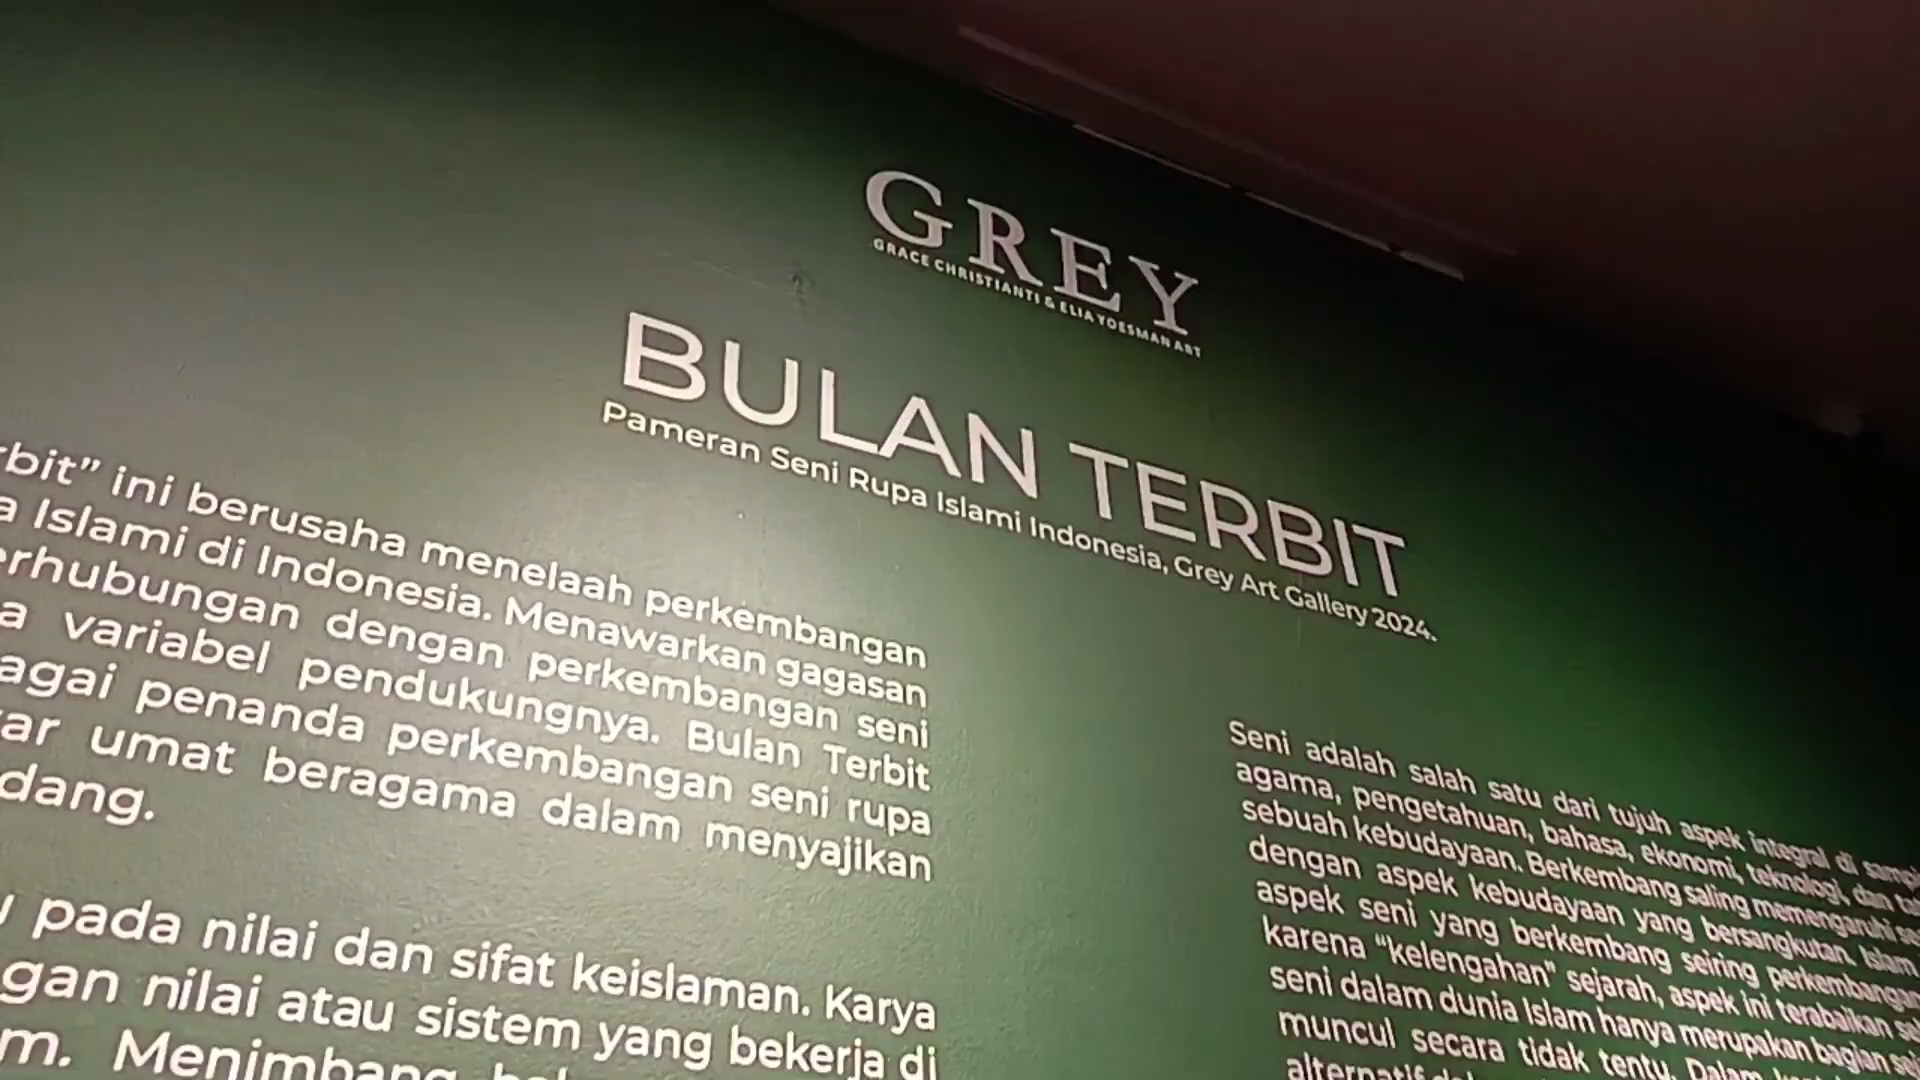 GREY
GRACE CHRISTIANTI & ELIA YOESMAN ART
BULAN TERBIT
Pameran Seni Rupa Islami Indonesia, Grey Art Gallery 2024.
rbit” ini berusaha menelaah perkembangan
a Islami di Indonesia. Menawarkan gagasan
erhubungan dengan perkembangan seni
a variabel pendukungnya. Bulan Terbit
agai penanda perkembangan seni rupa
ar umat beragama dalam menyajikan
dang.
pada nilai dan sifat keislaman. Karya
gan nilai atau sistem yang bekerja di
m. Menimbang
Seni adalah salah satu dari tujuh aspek integral di
agama, pengetahuan, bahasa, ekonomi, teknologi, dan
sebuah kebudayaan. Berkembang saling memengaruhi
dengan aspek kebudayaan yang bersangkutan. Islam
aspek seni yang berkembang seiring perkembangan
karena “kelengahan” sejarah, aspek ini terabaikan
seni dalam dunia Islam hanya merupakan bagian
muncul secara tidak tentu. Dalam
alternatif